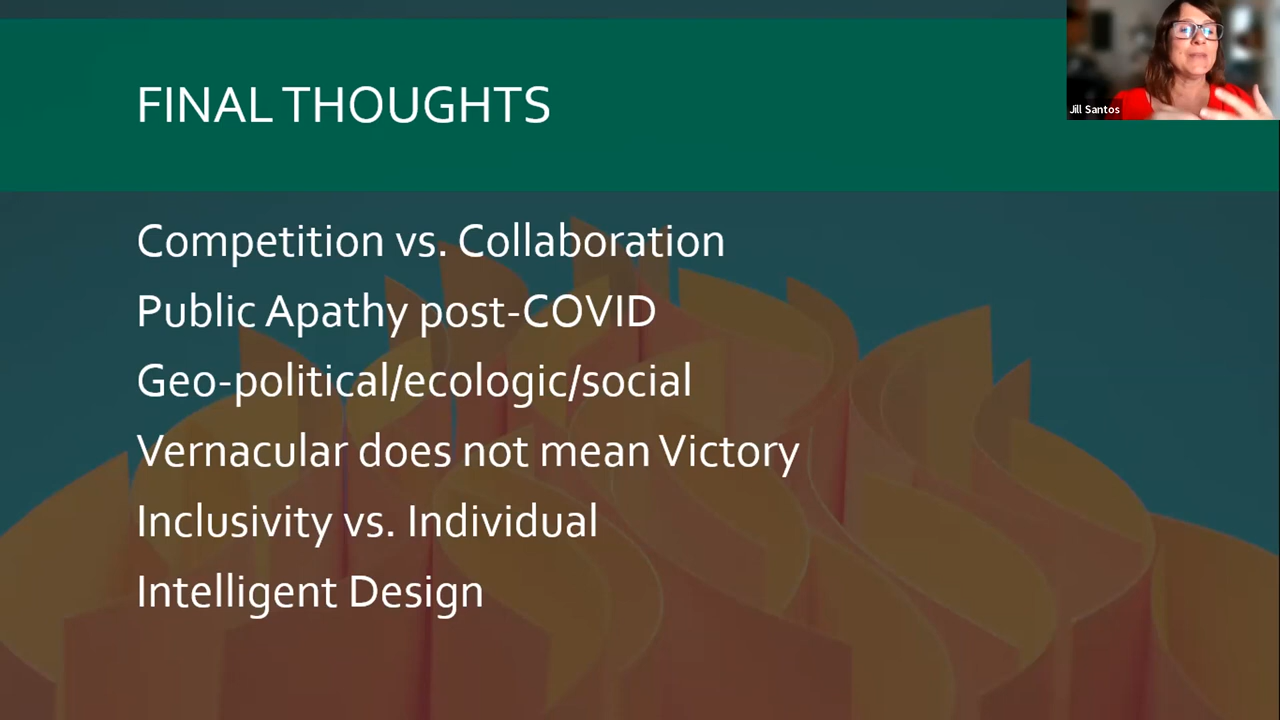 FINAL THOUGHTS
Jill Santos
Competition vs. Collaboration
Public Apathy post-COVID
Geo-political/ecologic/social
Vernacular does not mean Victory
Inclusivity vs. Individual
Intelligent Design